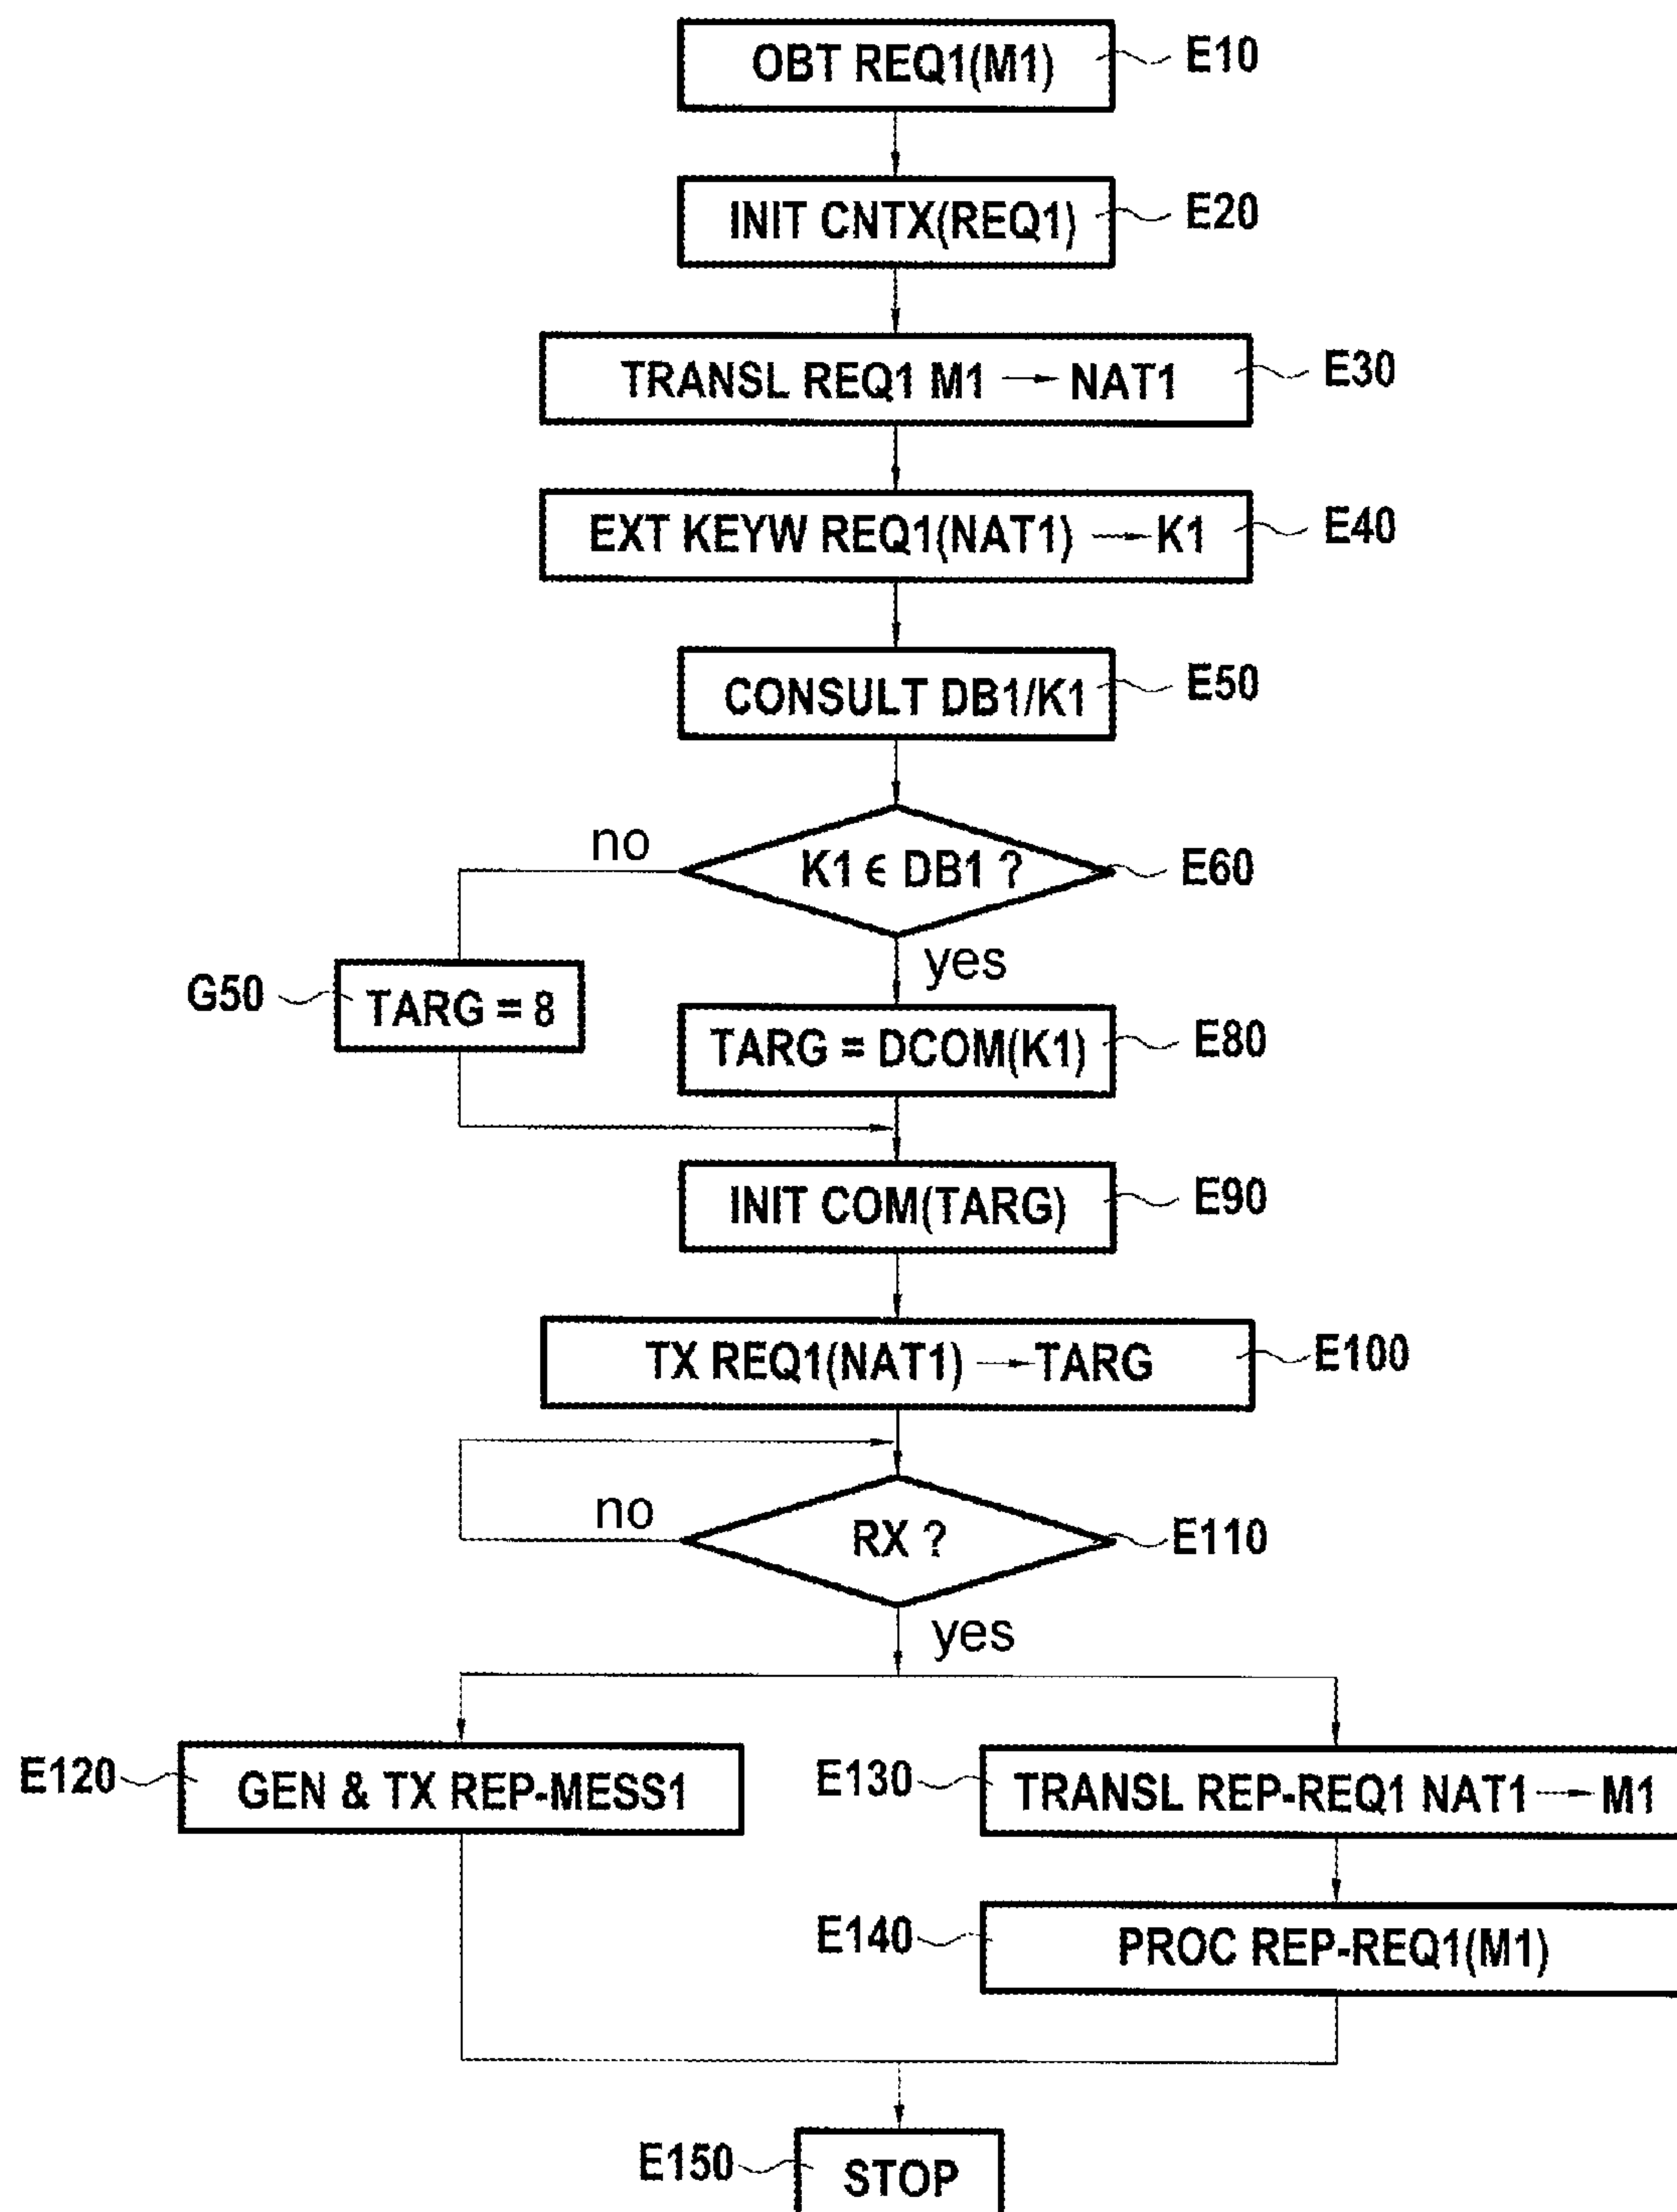 OBT REQ1(M1) E10
INIT CNTX(REQ1) E20
TRANSL REQ1 M1 → NAT1 E30
EXT KEYW REQ1(NAT1) → K1 E40
CONSULT DB1/K1 E50
no
K1 ϵ DB1 ? E60
yes
G50 TARG = 8
TARG = DCOM(K1) E80
INIT COM(TARG) E90
TX REQ1(NAT1) → TARG E100
no
RX ? E110
yes
E120 GEN & TX REP-MESS1
E130 TRANSL REP-REQ1 NAT1 → M1
E140 PROC REP-REQ1(M1)
E150 STOP